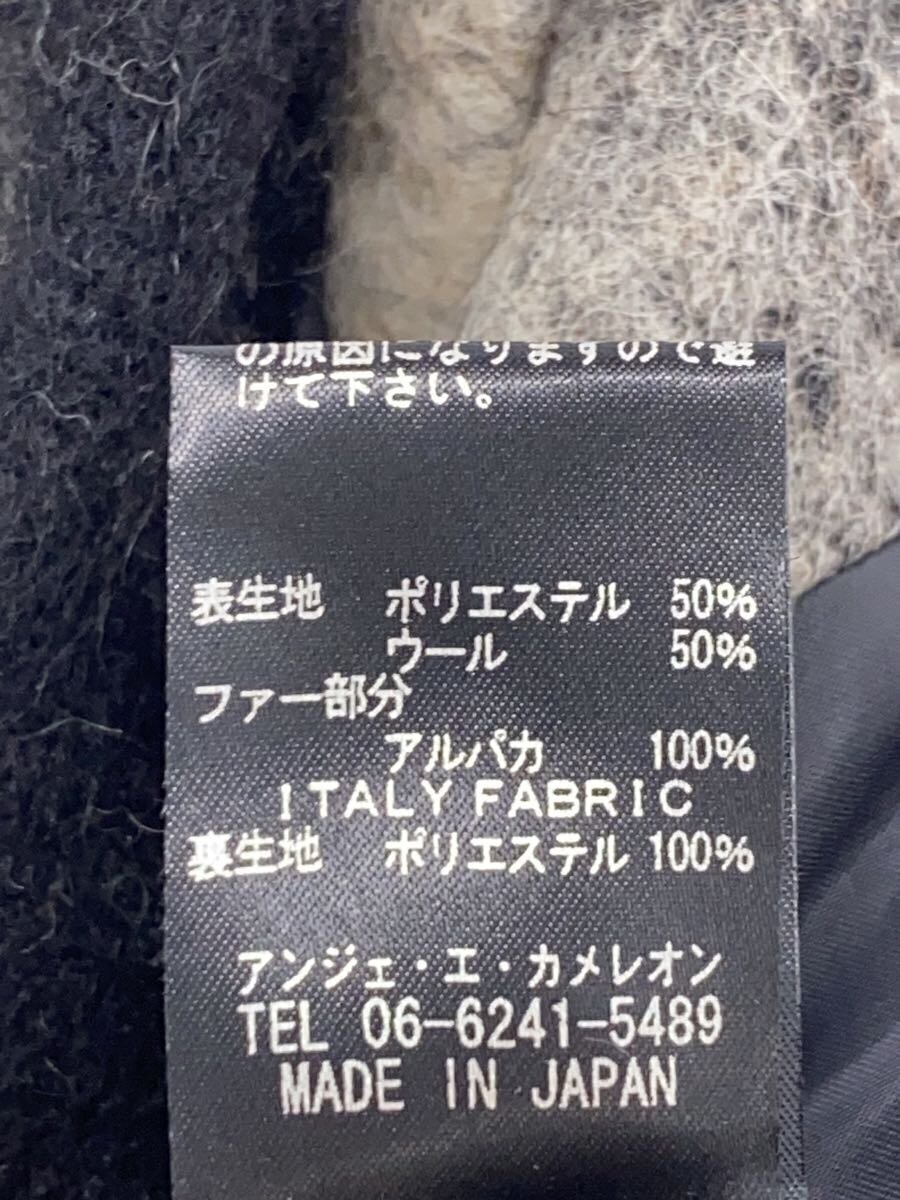 の原因になりますので避
けて下さい。
表生地 ポリエステル 50%
ウール 50%
ファー部分
アルパカ 100%
ITALY FABRIC
裏生地 ポリエステル 100%
アンジェ・エ・カメレオン
TEL 06-6241-5489
MADE IN JAPAN